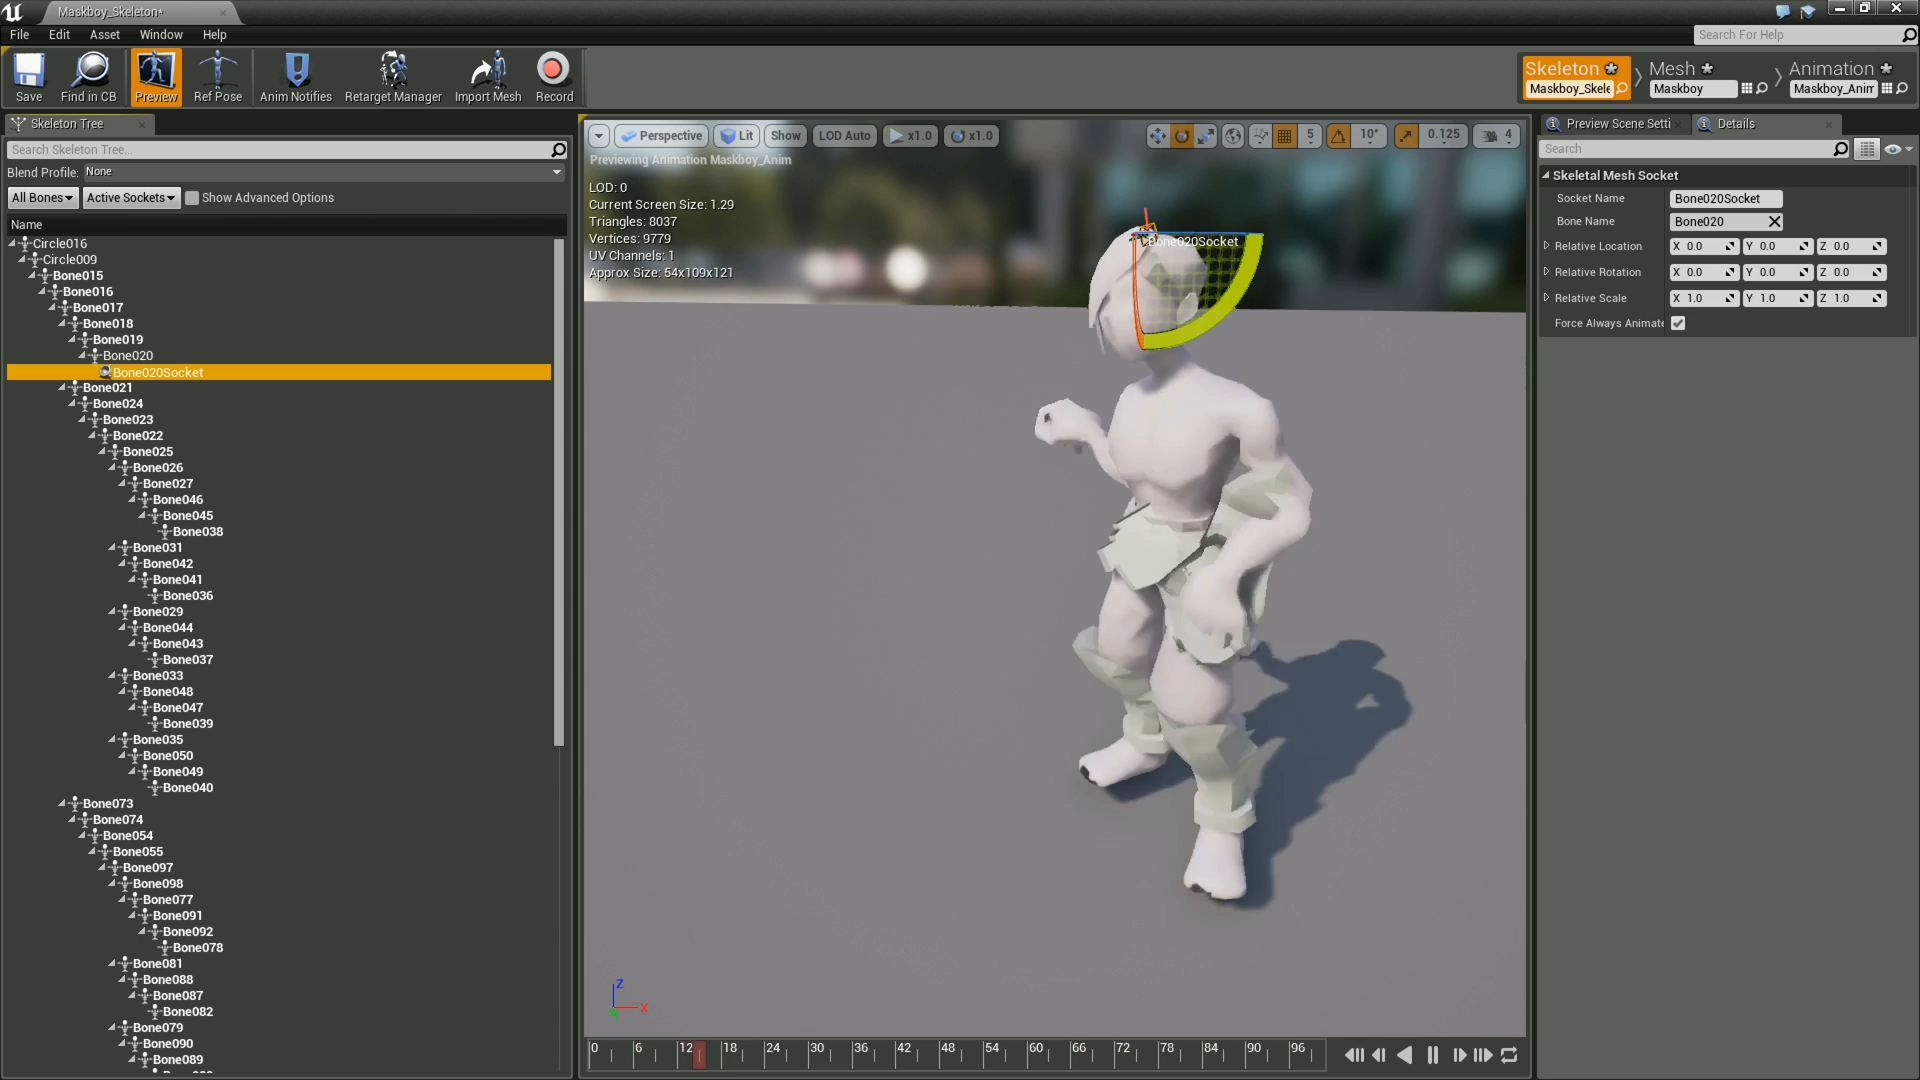 Maskboy_Skeleton*
File Edit Asset Window Help
Search For Help
Save Find in CB Preview Ref Pose Anim Notifies Retarget Manager Import Mesh Record
Skeleton Mesh Animation
Maskboy_Skele Maskboy Maskboy_Anim
Skeleton Tree
Search Skeleton Tree...
Blend Profile: None
All Bones Active Sockets Show Advanced Options
Name
Circle016
Circle009
Bone015
Bone016
Bone017
Bone018
Bone019
Bone020
Bone020Socket
Bone021
Bone024
Bone023
Bone022
Bone025
Bone026
Bone027
Bone046
Bone045
Bone038
Bone031
Bone042
Bone041
Bone036
Bone029
Bone044
Bone043
Bone037
Bone033
Bone048
Bone047
Bone039
Bone035
Bone050
Bone049
Bone040
Bone073
Bone074
Bone054
Bone055
Bone097
Bone098
Bone077
Bone091
Bone092
Bone078
Bone081
Bone088
Bone087
Bone082
Bone079
Bone090
Bone089
Perspective Lit Show LOD Auto x1.0 x1.0 5 10° 0.125 4
Previewing Animation Maskboy_Anim
LOD: 0
Current Screen Size: 1.29
Triangles: 8037
Vertices: 9779
UV Channels: 1
Approx Size: 54x109x121
Bone020Socket
Z
X
0 6 12 18 24 30 36 42 48 54 60 66 72 78 84 90 96
Preview Scene Setti Details
Search
Skeletal Mesh Socket
Socket Name Bone020Socket
Bone Name Bone020
Relative Location X 0.0 Y 0.0 Z 0.0
Relative Rotation X 0.0 Y 0.0 Z 0.0
Relative Scale X 1.0 Y 1.0 Z 1.0
Force Always Animate